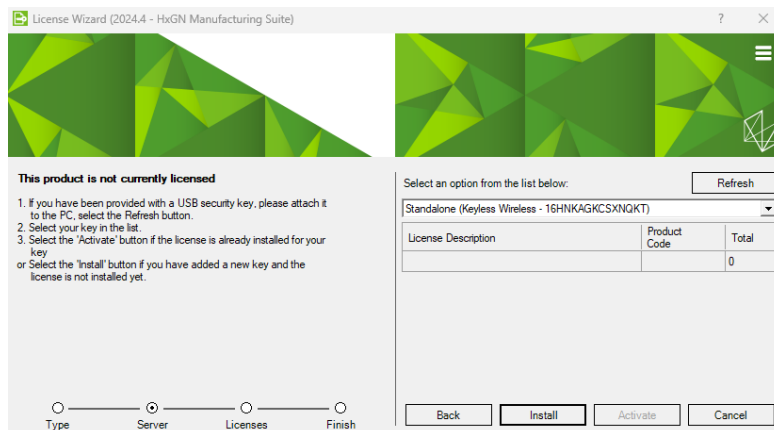 License Wizard (2024.4 - HxGN Manufacturing Suite)
This product is not currently licensed
1. If you have been provided with a USB security key, please attach it
to the PC, select the Refresh button.
2. Select your key in the list.
3. Select the 'Activate' button if the license is already installed for your
key
or Select the 'Install' button if you have added a new key and the
license is not installed yet.
Type Server Licenses Finish
Select an option from the list below:
Refresh
Standalone (Keyless Wireless - 16HNKAGKCSXNQKT)
License Description
Product
Code
Total
0
Back Install Activate Cancel